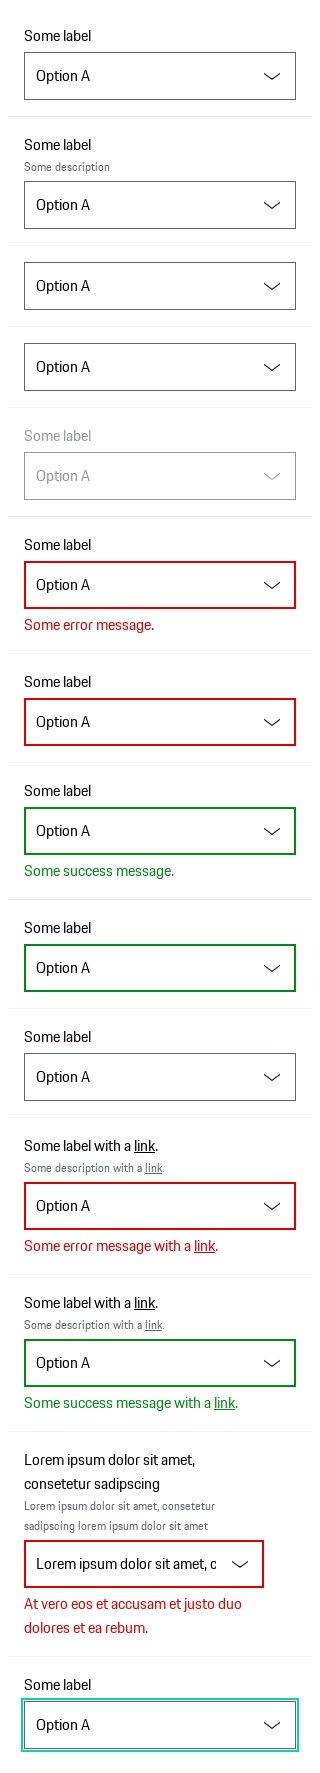 Some label
Option A
Some label
Some description
Option A
Option A
Option A
Some label
Option A
Some label
Option A
Some error message.
Some label
Option A
Some label
Option A
Some success message.
Some label
Option A
Some label
Option A
Some label with a link.
Some description with a link.
Option A
Some error message with a link.
Some label with a link.
Some description with a link.
Option A
Some success message with a link.
Lorem ipsum dolor sit amet,
consetetur sadipscing
Lorem ipsum dolor sit amet, consetetur
sadipscing lorem ipsum dolor sit amet
Lorem ipsum dolor sit amet, c
At vero eos et accusam et justo duo
dolores et ea rebum.
Some label
Option A